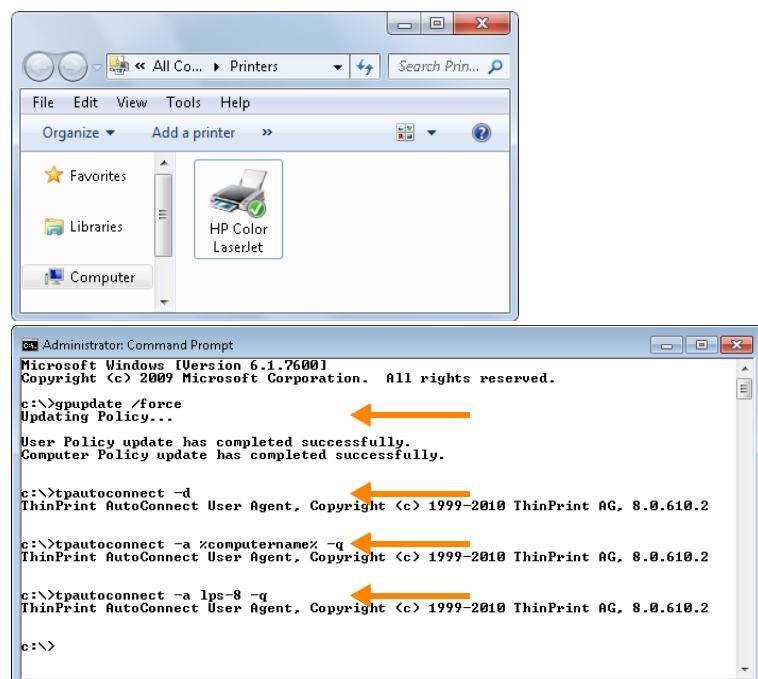 « All Co... ▸ Printers
Search Prin...
File Edit View Tools Help
Organize Add a printer »
Favorites
Libraries
Computer
HP Color
LaserJet
Administrator: Command Prompt
Microsoft Windows [Version 6.1.7600]
Copyright (c) 2009 Microsoft Corporation.  All rights reserved.
c:\>gpupdate /force
Updating Policy...
User Policy update has completed successfully.
Computer Policy update has completed successfully.
c:\>tpautoconnect -d
ThinPrint AutoConnect User Agent, Copyright (c) 1999-2010 ThinPrint AG, 8.0.610.2
c:\>tpautoconnect -a %computername% -q
ThinPrint AutoConnect User Agent, Copyright (c) 1999-2010 ThinPrint AG, 8.0.610.2
c:\>tpautoconnect -a lps-8 -q
ThinPrint AutoConnect User Agent, Copyright (c) 1999-2010 ThinPrint AG, 8.0.610.2
c:\>